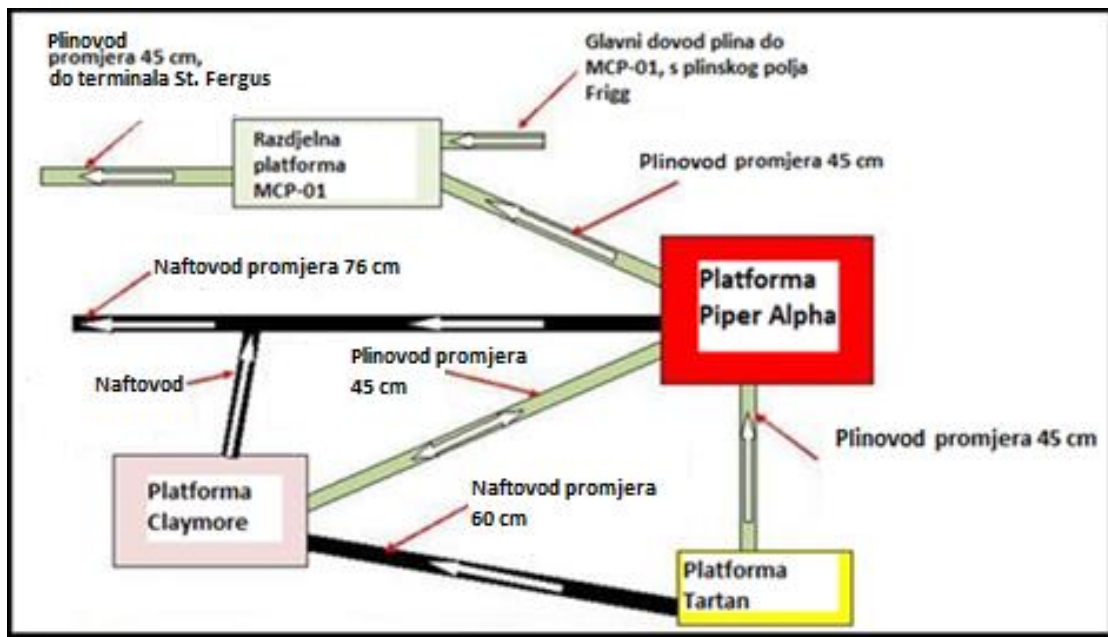 Plinovod
promjera 45 cm,
do terminala St. Fergus
Glavni dovod plina do
MCP-01, s plinskog polja
Frigg
Razdjelna
platforma
MCP-01
Plinovod promjera 45 cm
Naftovod promjera 76 cm
Platforma
Piper Alpha
Plinovod promjera
45 cm
Naftovod
Plinovod promjera 45 cm
Platforma
Claymore
Naftovod promjera
60 cm
Platforma
Tartan